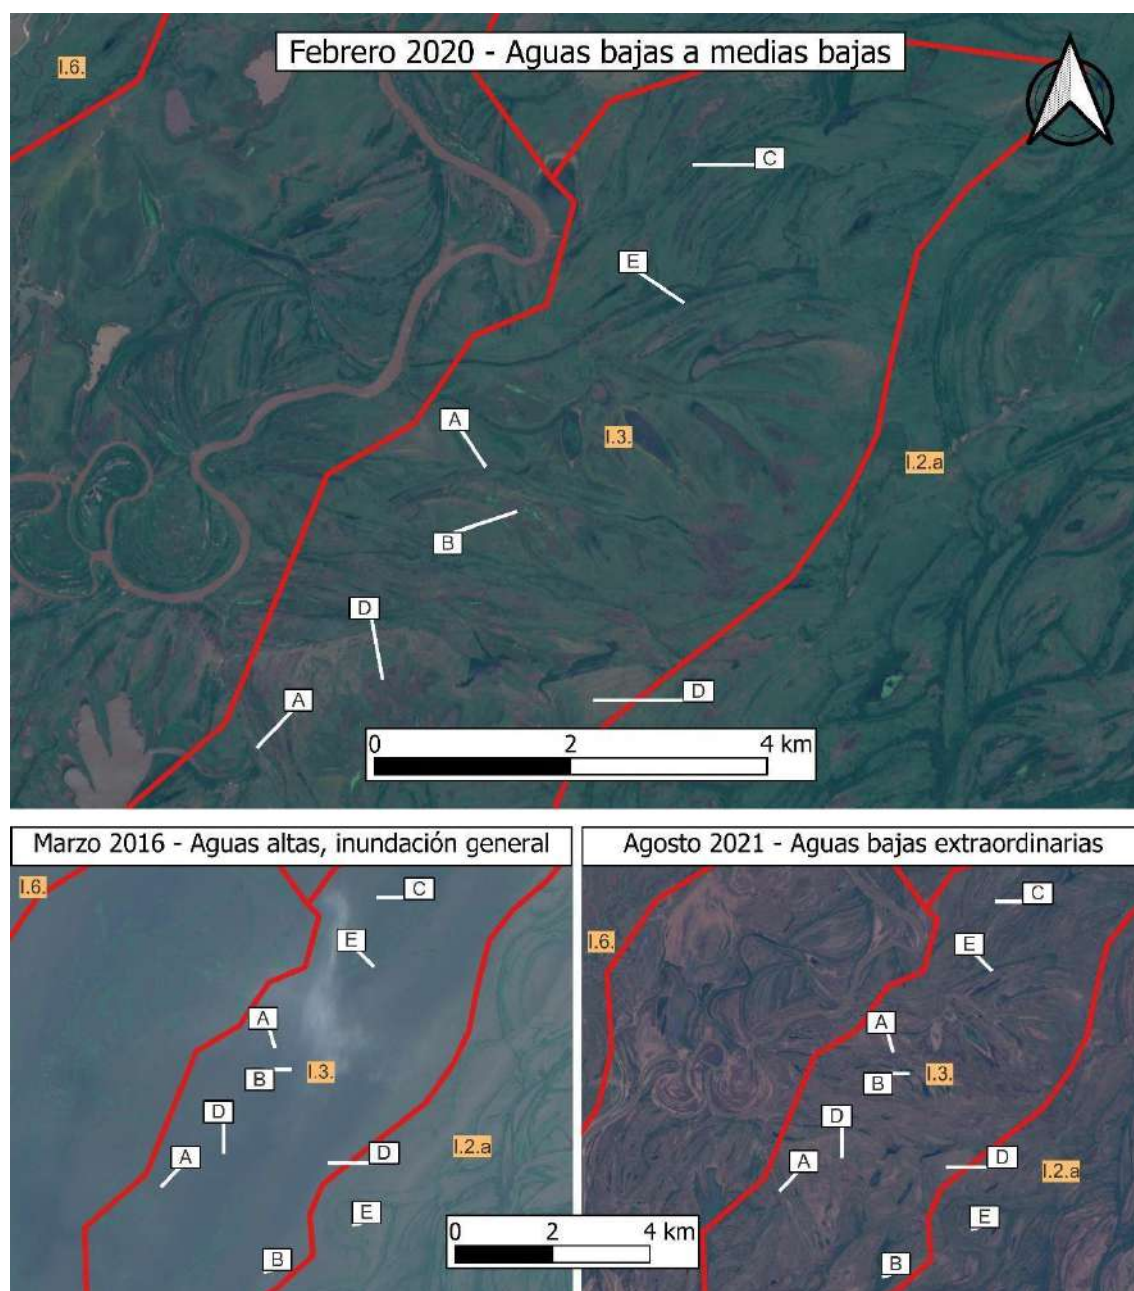 Febrero 2020 - Aguas bajas a medias bajas
I.6.
C
E
A
I.3.
I.2.a
B
D
A
D
0 2 4 km
Marzo 2016 - Aguas altas, inundación general
I.6.
C
E
A
B
I.3.
D
A
D
I.2.a
E
B
0 2 4 km
Agosto 2021 - Aguas bajas extraordinarias
C
I.6.
E
A
B
I.3.
D
A
D
I.2.a
E
B